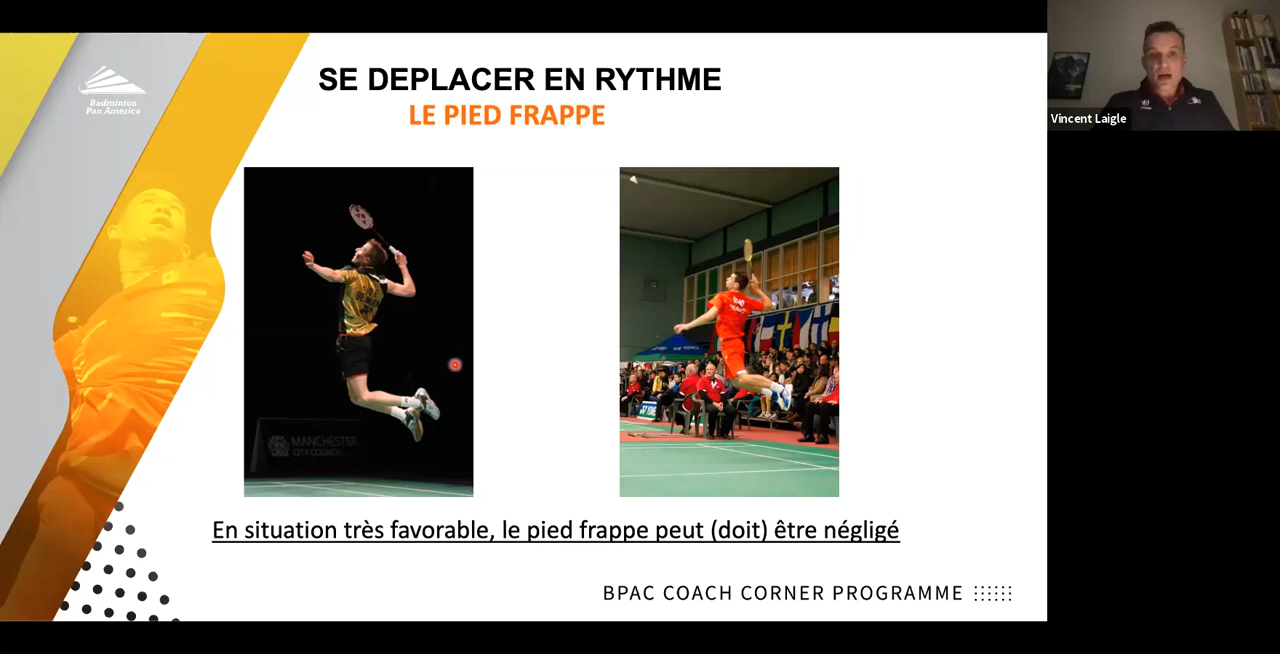 SE DEPLACER EN RYTHME
LE PIED FRAPPE
Badminton
Pan America
Vincent Laigle
MANCHESTER
CITY COUNCIL
En situation très favorable, le pied frappe peut (doit) être négligé
BPAC COACH CORNER PROGRAMME